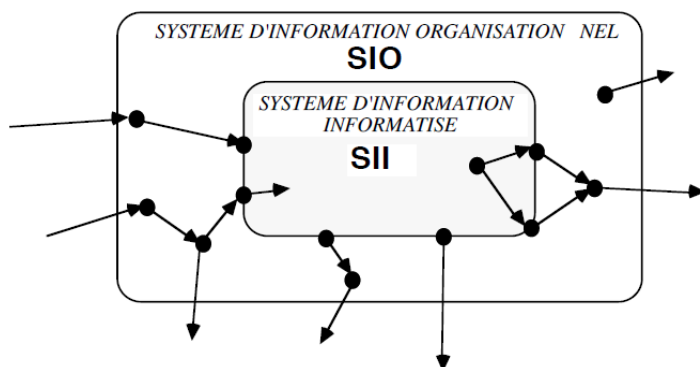 SYSTEME D'INFORMATION ORGANISATION NEL
SIO
SYSTEME D'INFORMATION
INFORMATISE
SII